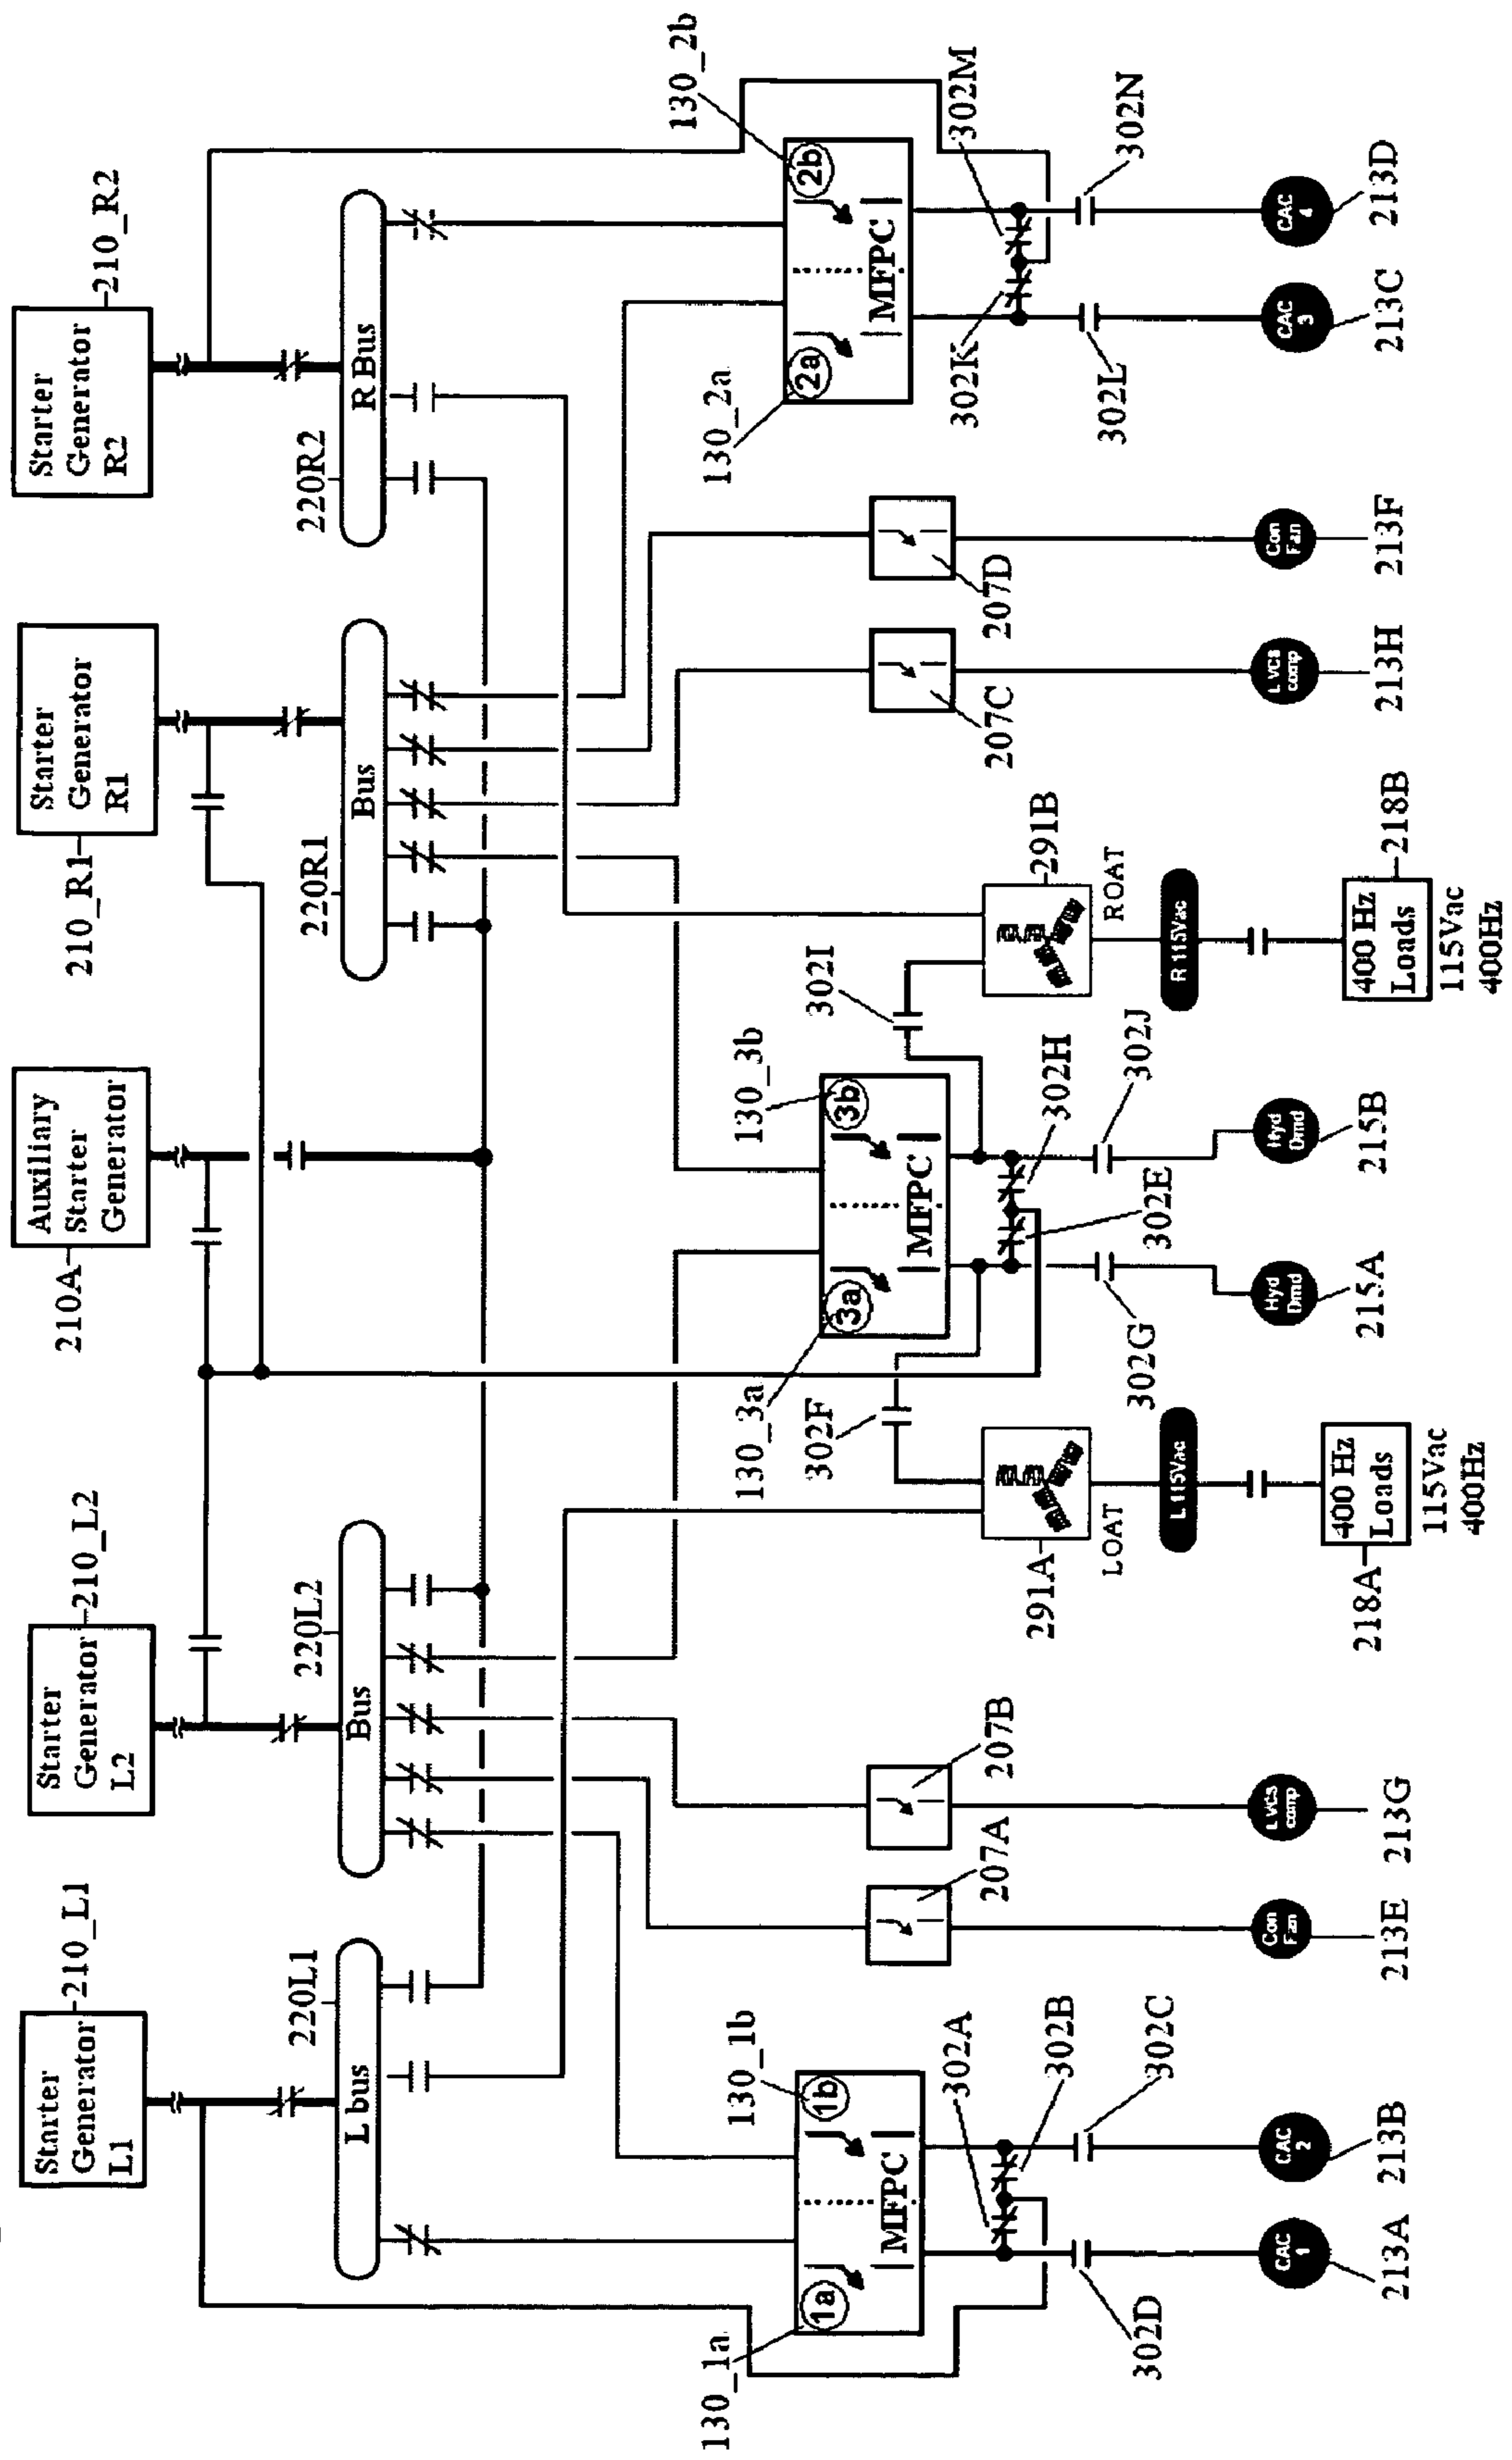 Starter
Generator
L1
210_L1
Starter
Generator
L2
210_L2
Auxiliary
Starter
Generator
210A
Starter
Generator
R1
210_R1
Starter
Generator
R2
210_R2
L bus
220L1
Bus
220L2
Bus
220R1
R Bus
220R2
130_1a
1a
1b
130_1b
MFPC
130_3a
3a
3b
130_3b
MFPC
130_2a
2a
2b
130_2b
MFPC
302A
302B
302C
302D
207A
207B
302F
302G
302E
302H
302J
302I
207C
207D
302K
302L
302M
302N
291A
LOAT
291B
ROAT
L 115Vac
R 115Vac
CAC
1
213A
CAC
2
213B
Con
Fan
213E
LVCS
comp
213G
218A
400 Hz
Loads
115Vac
400Hz
Hyd
Dmd
215A
Hyd
Dmd
215B
400 Hz
Loads
218B
115Vac
400Hz
LVCS
comp
213H
Con
Fan
213F
CAC
3
213C
CAC
4
213D